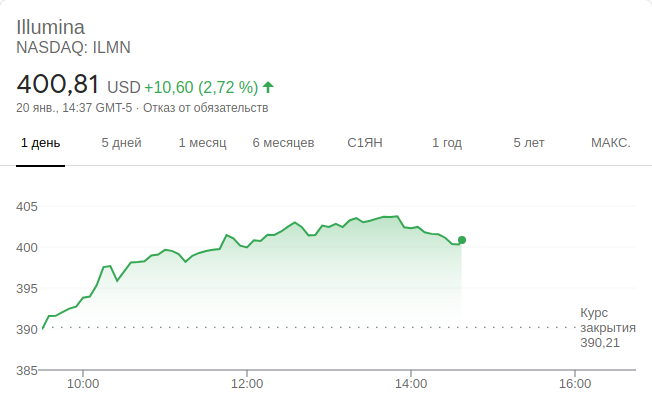 Illumina
NASDAQ: ILMN
400,81 USD +10,60 (2,72 %)
20 янв., 14:37 GMT-5 · Отказ от обязательств
1 день 5 дней 1 месяц 6 месяцев С1ЯН 1 год 5 лет МАКС.
405
400
395
390
385
Курс
закрытия
390,21
10:00 12:00 14:00 16:00